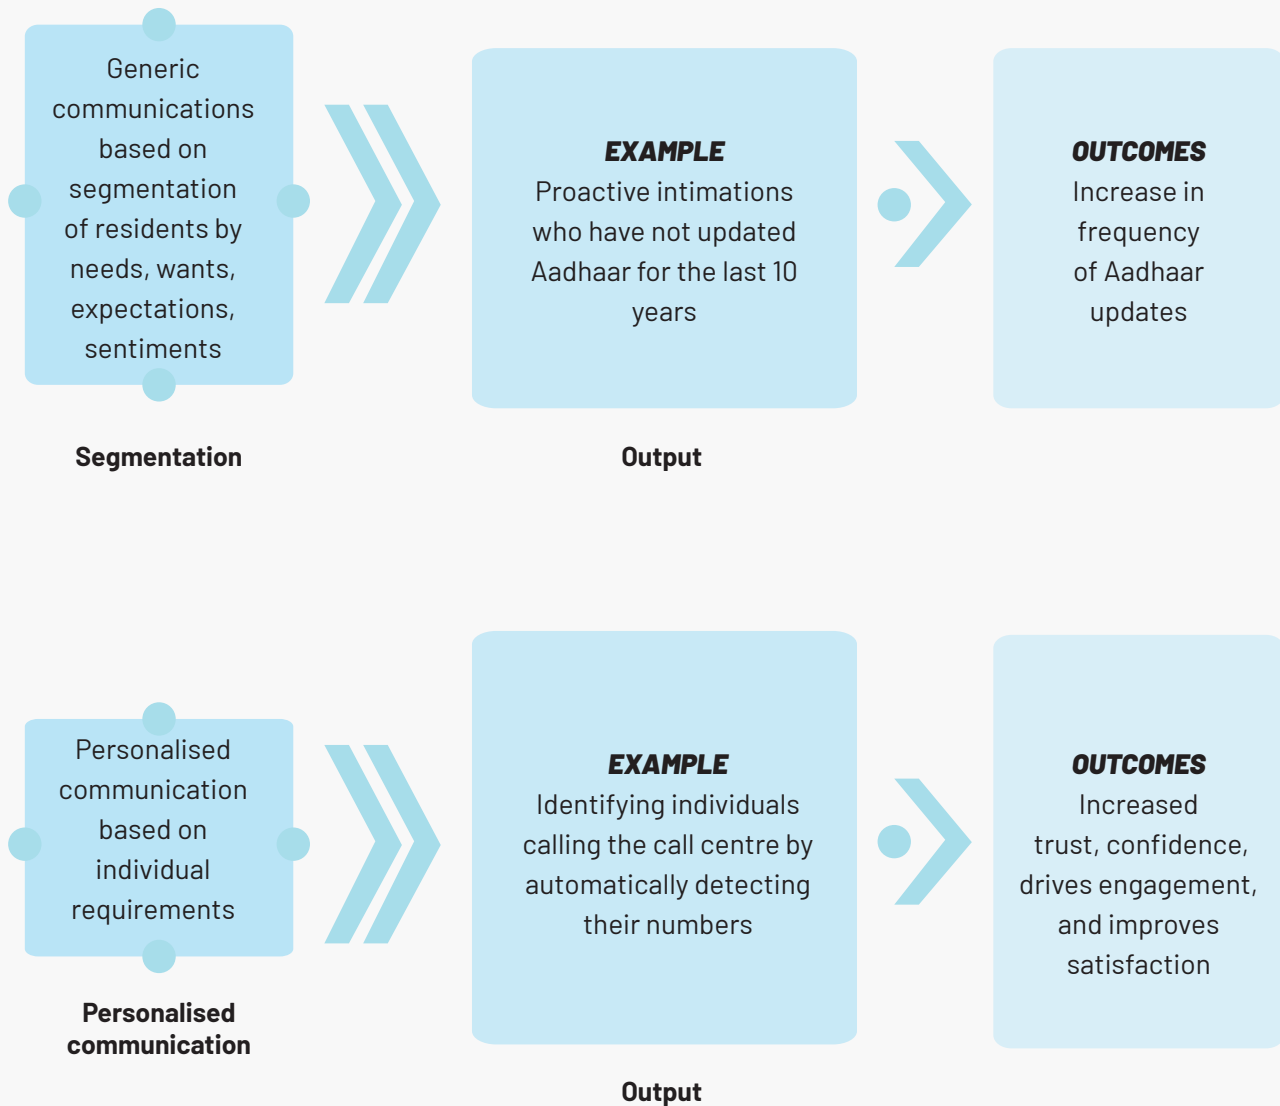 Generic
communications
based on
segmentation
of residents by
needs, wants,
expectations,
sentiments
Segmentation
EXAMPLE
Proactive intimations
who have not updated
Aadhaar for the last 10
years
Output
OUTCOMES
Increase in
frequency
of Aadhaar
updates
Personalised
communication
based on
individual
requirements
Personalised
communication
EXAMPLE
Identifying individuals
calling the call centre by
automatically detecting
their numbers
Output
OUTCOMES
Increased
trust, confidence,
drives engagement,
and improves
satisfaction